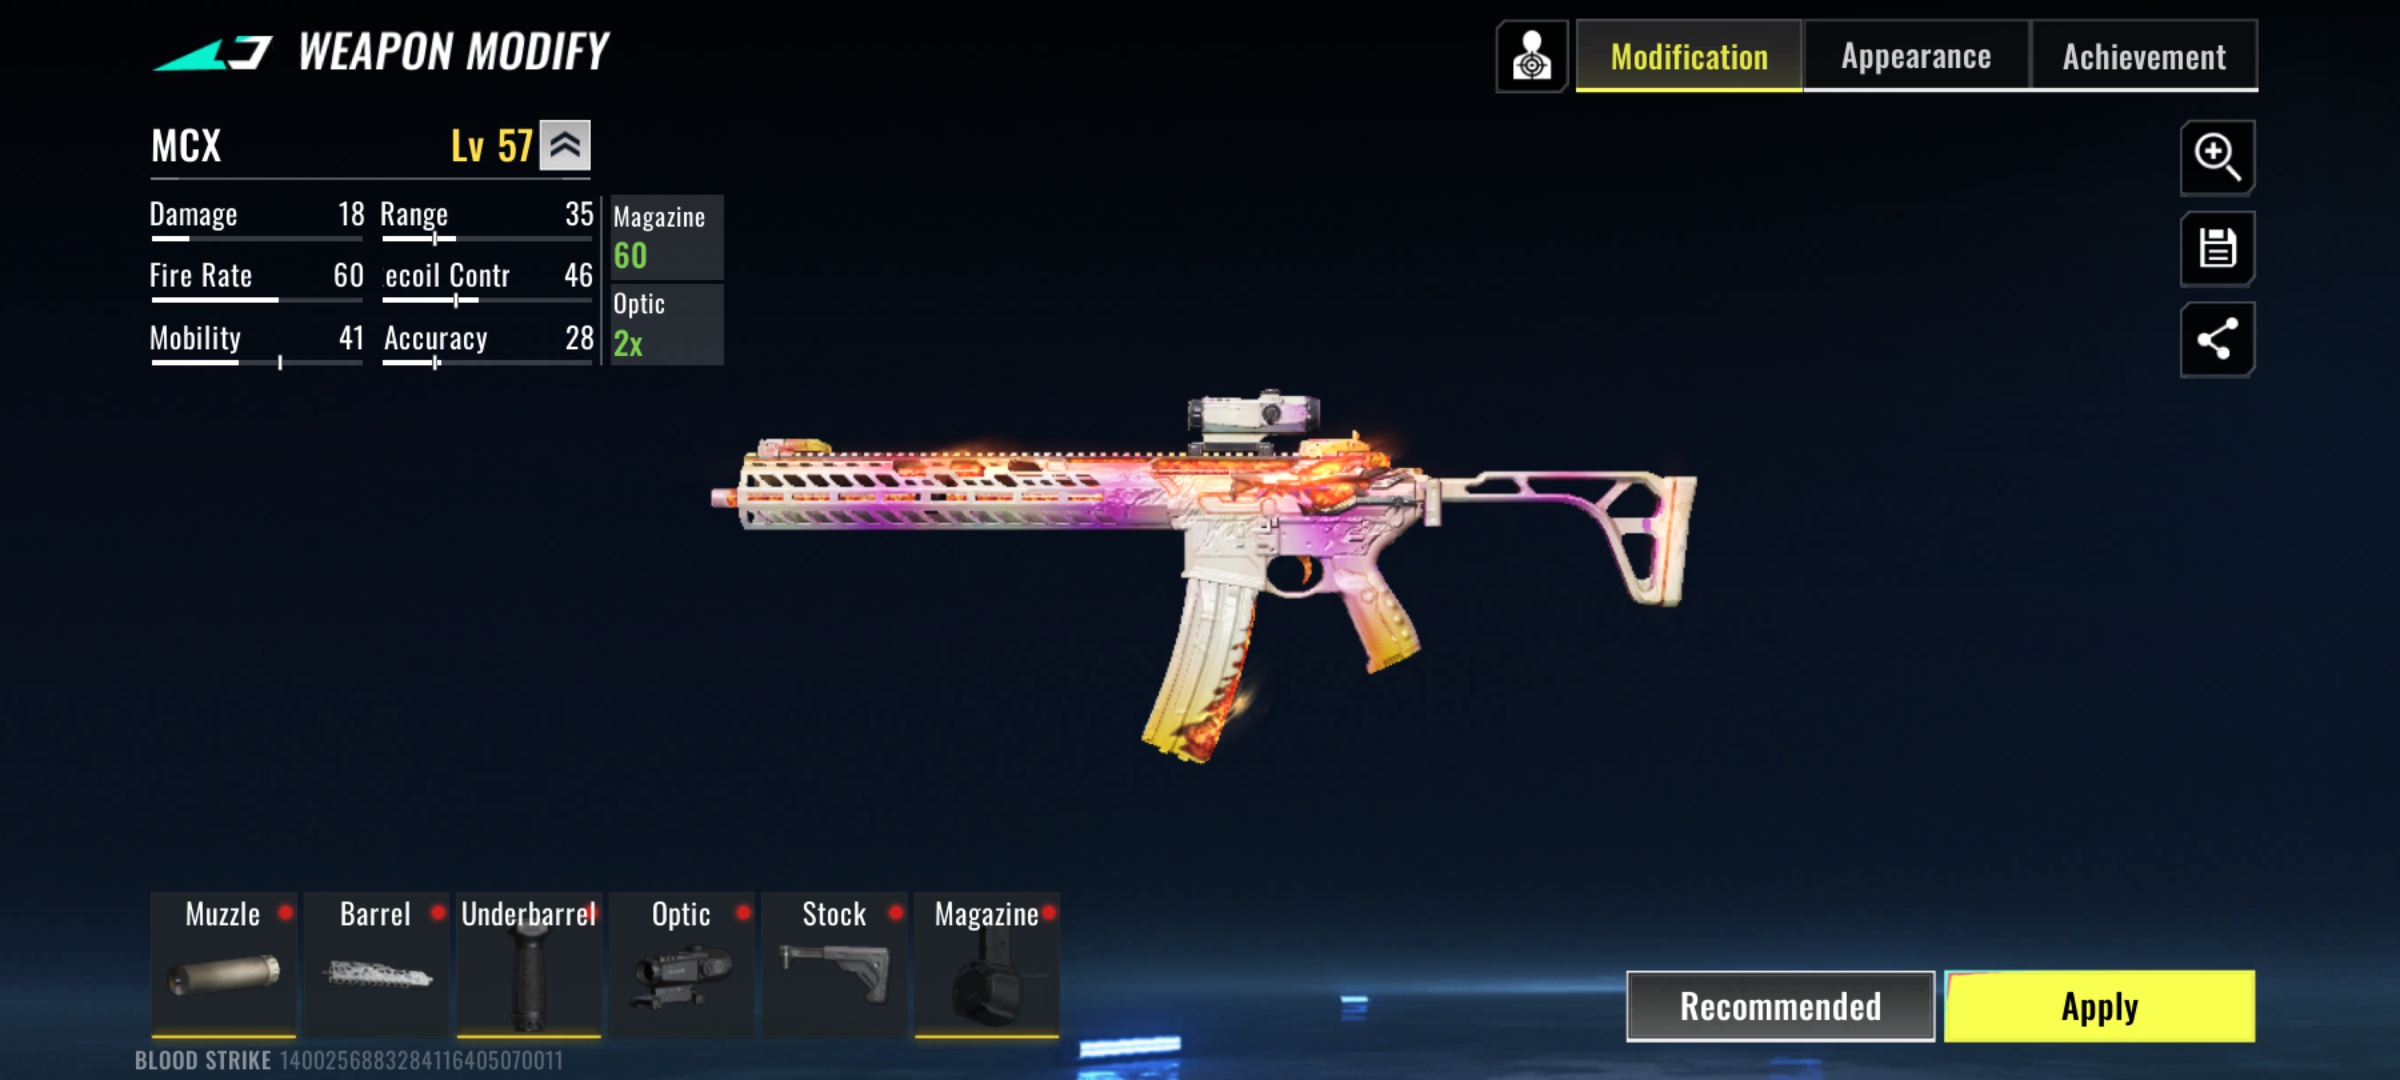 WEAPON MODIFY
Modification
Appearance
Achievement
MCX
Lv 57
Damage 18
Range 35
Fire Rate 60
ecoil Contr 46
Mobility 41
Accuracy 28
Magazine
60
Optic
2x
Muzzle
Barrel
Underbarrel
Optic
Stock
Magazine
Recommended
Apply
BLOOD STRIKE 1400256883284116405070011